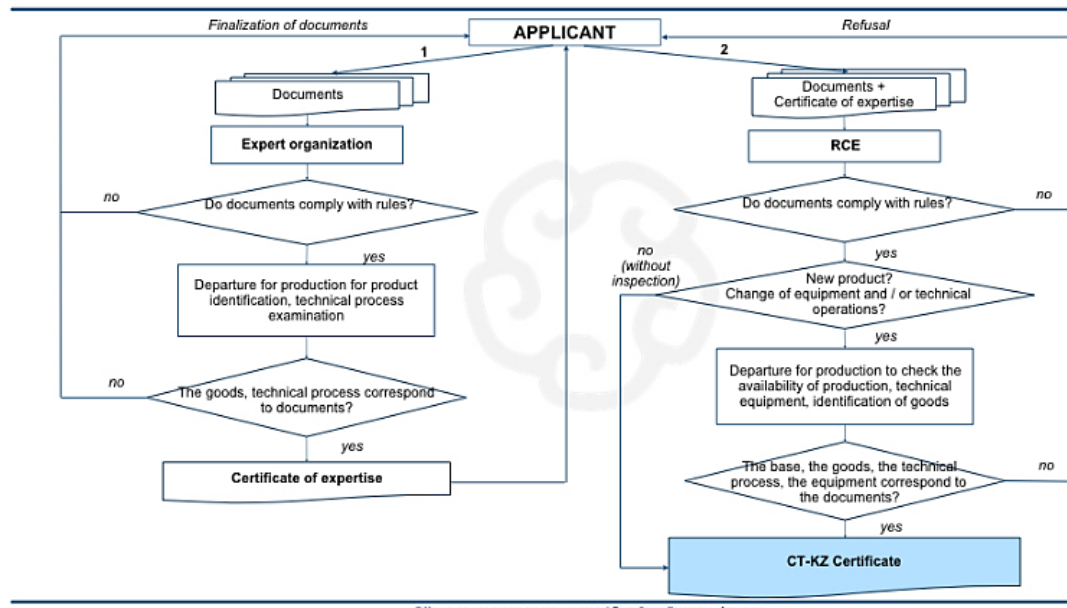 Finalization of documents
APPLICANT
Refusal
1
2
Documents
Documents +
Certificate of expertise
Expert organization
RCE
no
Do documents comply with rules?
Do documents comply with rules?
no
yes
yes
no
(without
inspection)
Departure for production for product
identification, technical process
examination
New product?
Change of equipment and / or technical
operations?
yes
no
The goods, technical process correspond
to documents?
Departure for production to check the
availability of production, technical
equipment, identification of goods
yes
Certificate of expertise
The base, the goods, the technical
process, the equipment correspond to
the documents?
no
yes
CT-KZ Certificate